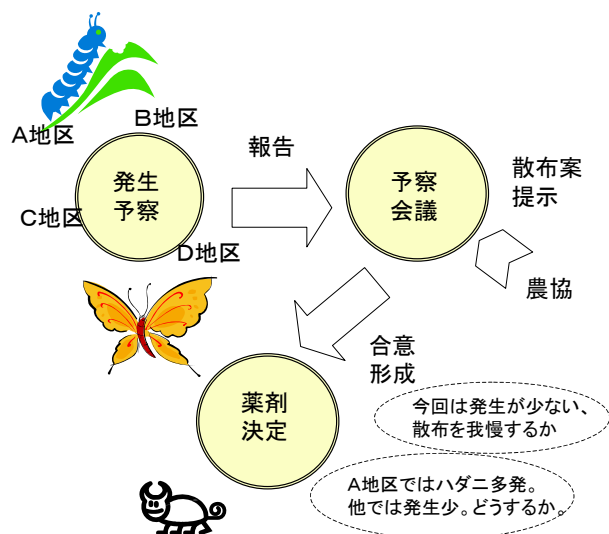 B地区
A地区
発生
予察
C地区
D地区
報告
予察
会議
散布案
提示
農協
合意
形成
薬剤
決定
今回は発生が少ない、
散布を我慢するか
A地区ではハダニ多発。
他では発生少。どうするか。